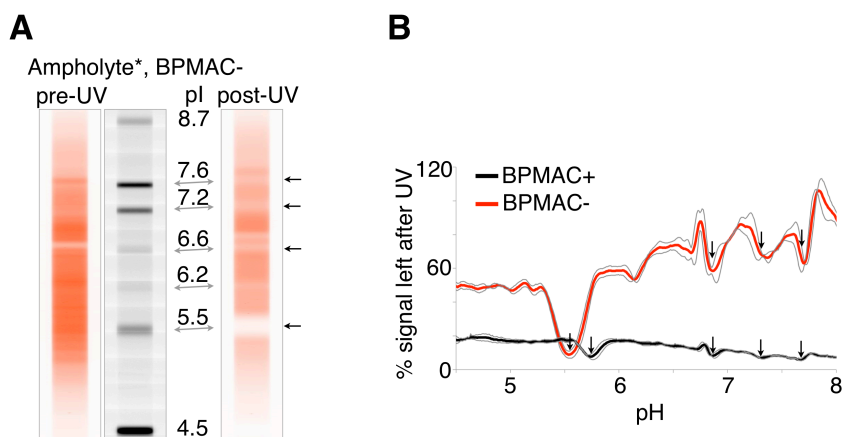 A
Ampholyte*, BPMAC-
pre-UV pI post-UV
8.7
7.6
7.2
6.6
6.2
5.5
4.5
B
120
60
0
% signal left after UV
BPMAC+
BPMAC-
5 6 7 8
pH